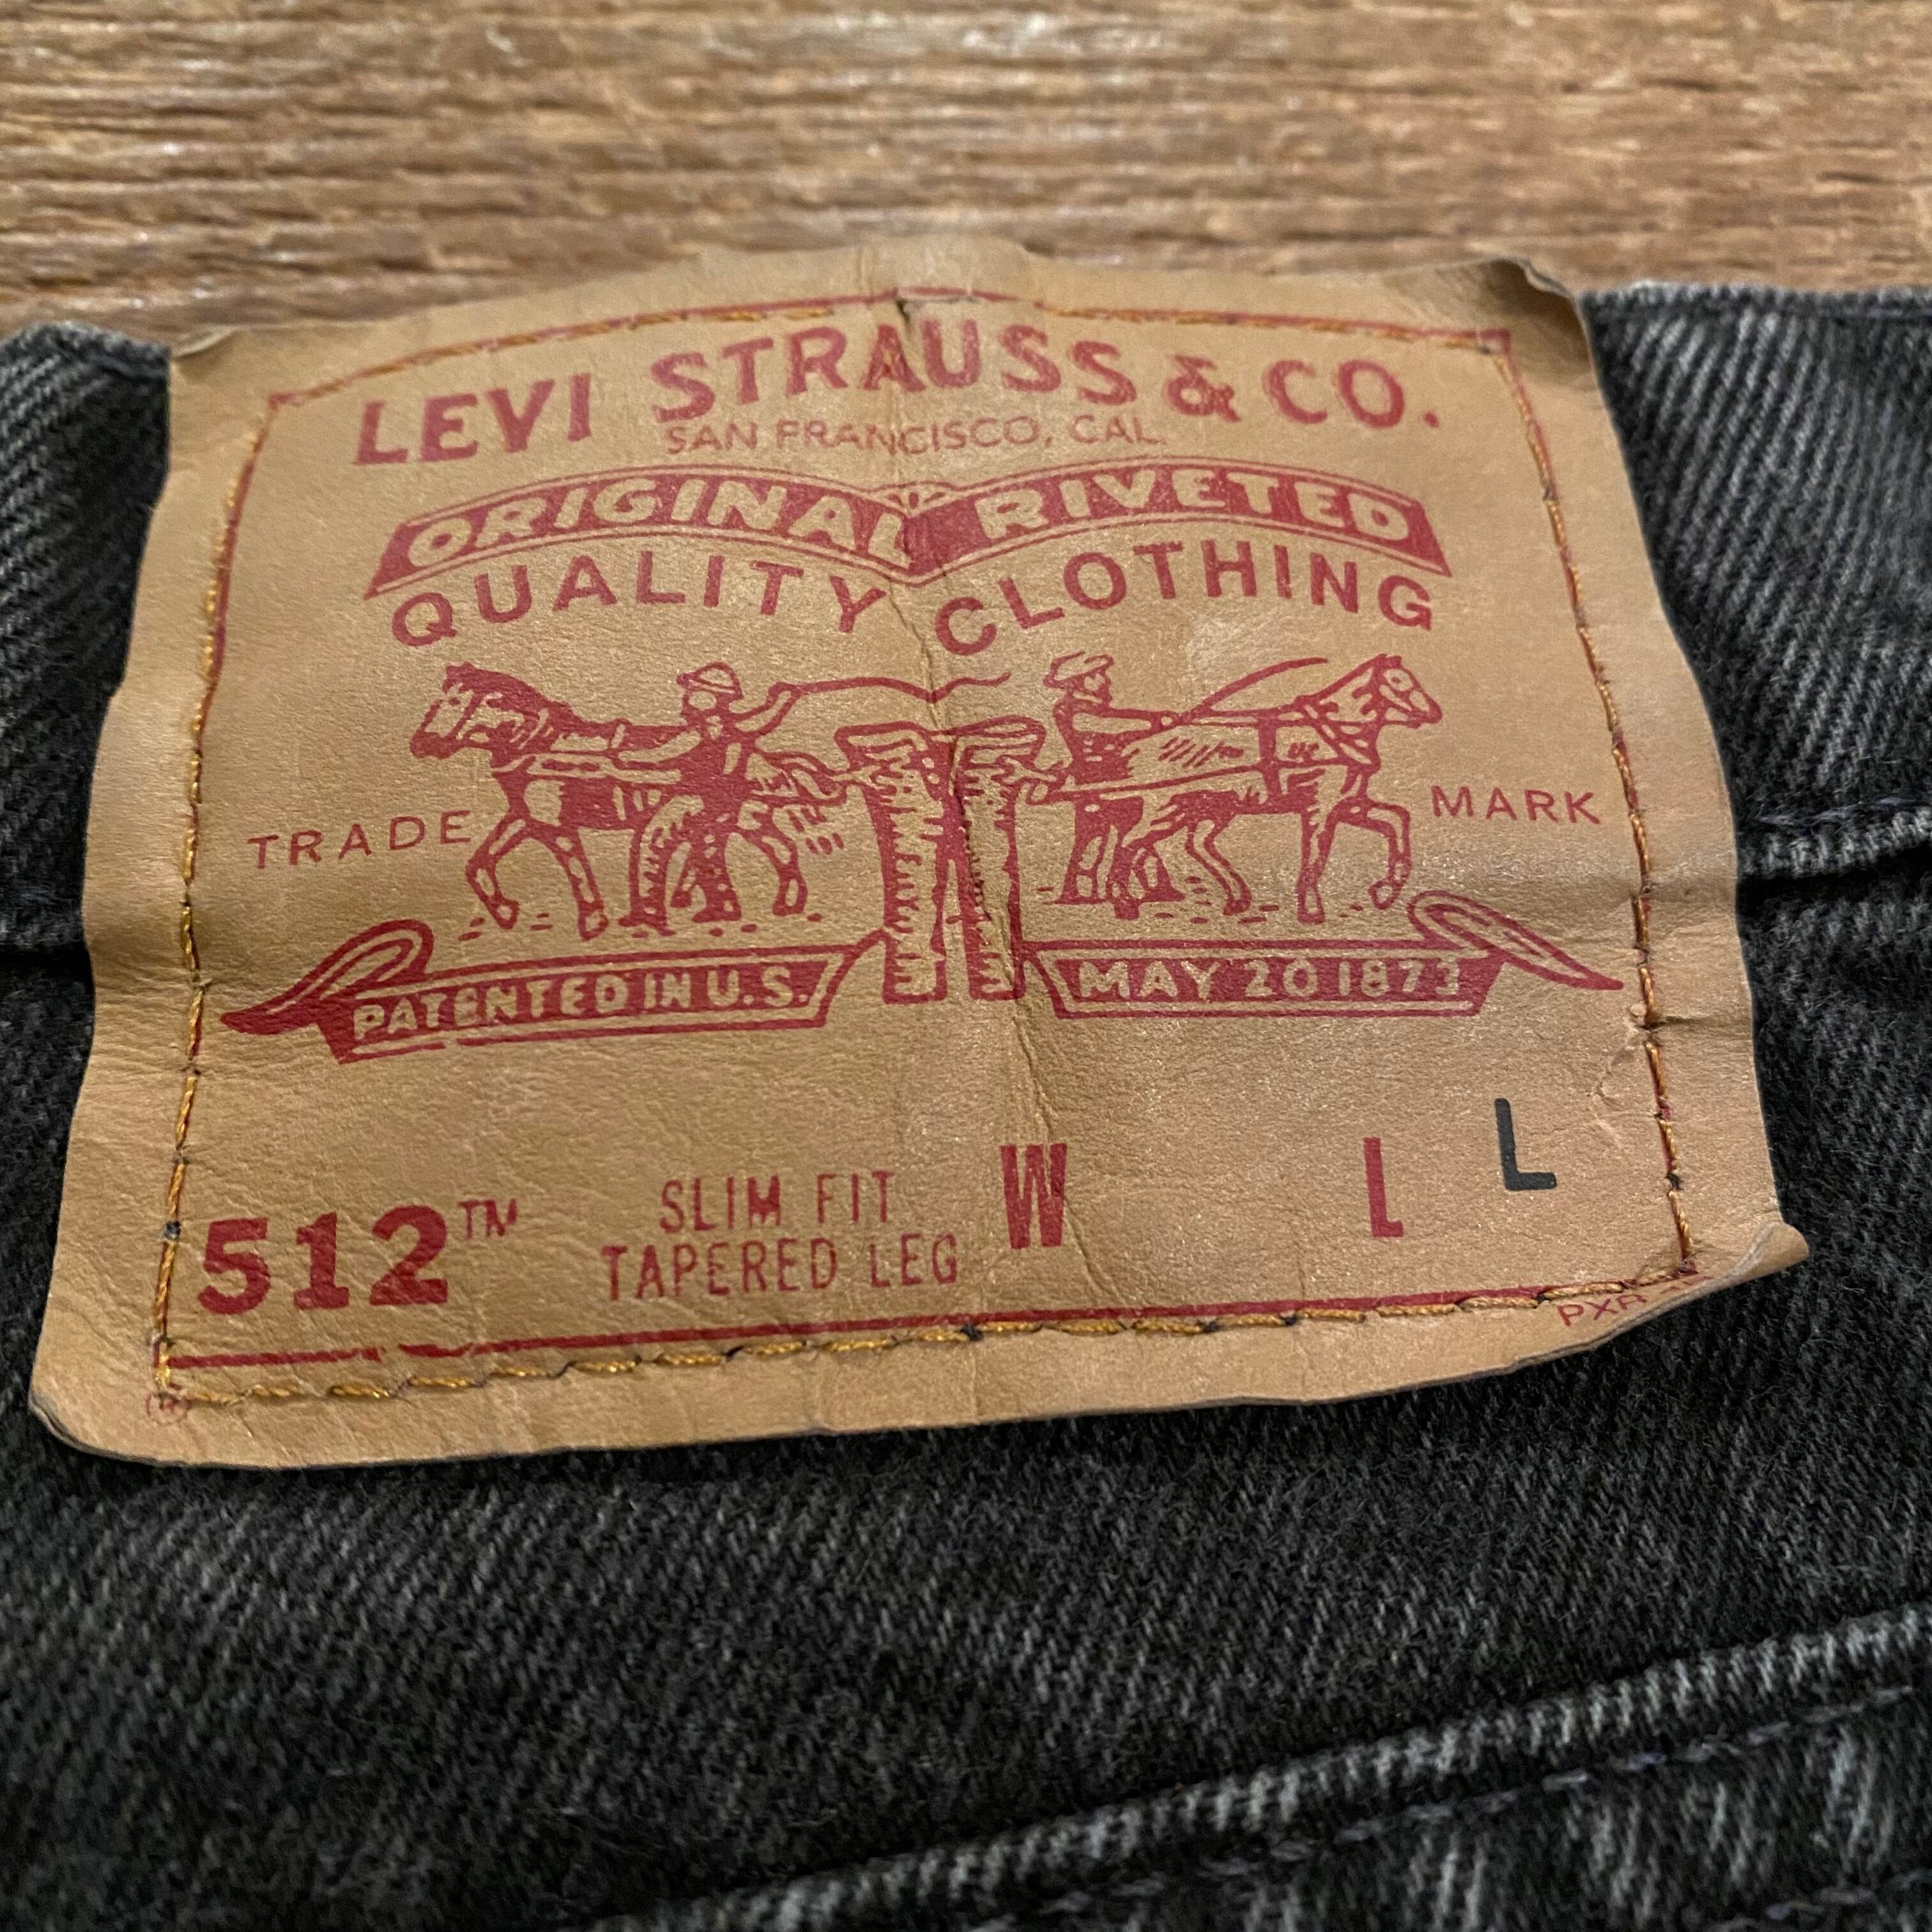 LEVI STRAUSS & CO.
SAN FRANCISCO, CAL.
ORIGINAL RIVETED
QUALITY CLOTHING
TRADE MARK
PATENTED IN U.S. MAY 20 1873
512™ SLIM FIT W L L
TAPERED LEG
®